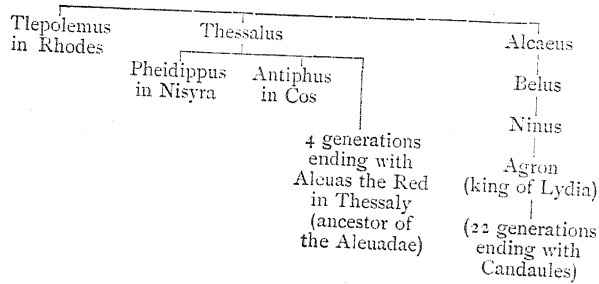 Tlepolemus
in Rhodes
Thessalus
Alcaeus
Pheidippus
in Nisyra
Antiphus
in Cos
Belus
Ninus
4 generations
ending with
Aleuas the Red
in Thessaly
(ancestor of
the Aleuadae)
Agron
(king of Lydia)
(22 generations
ending with
Candaules)